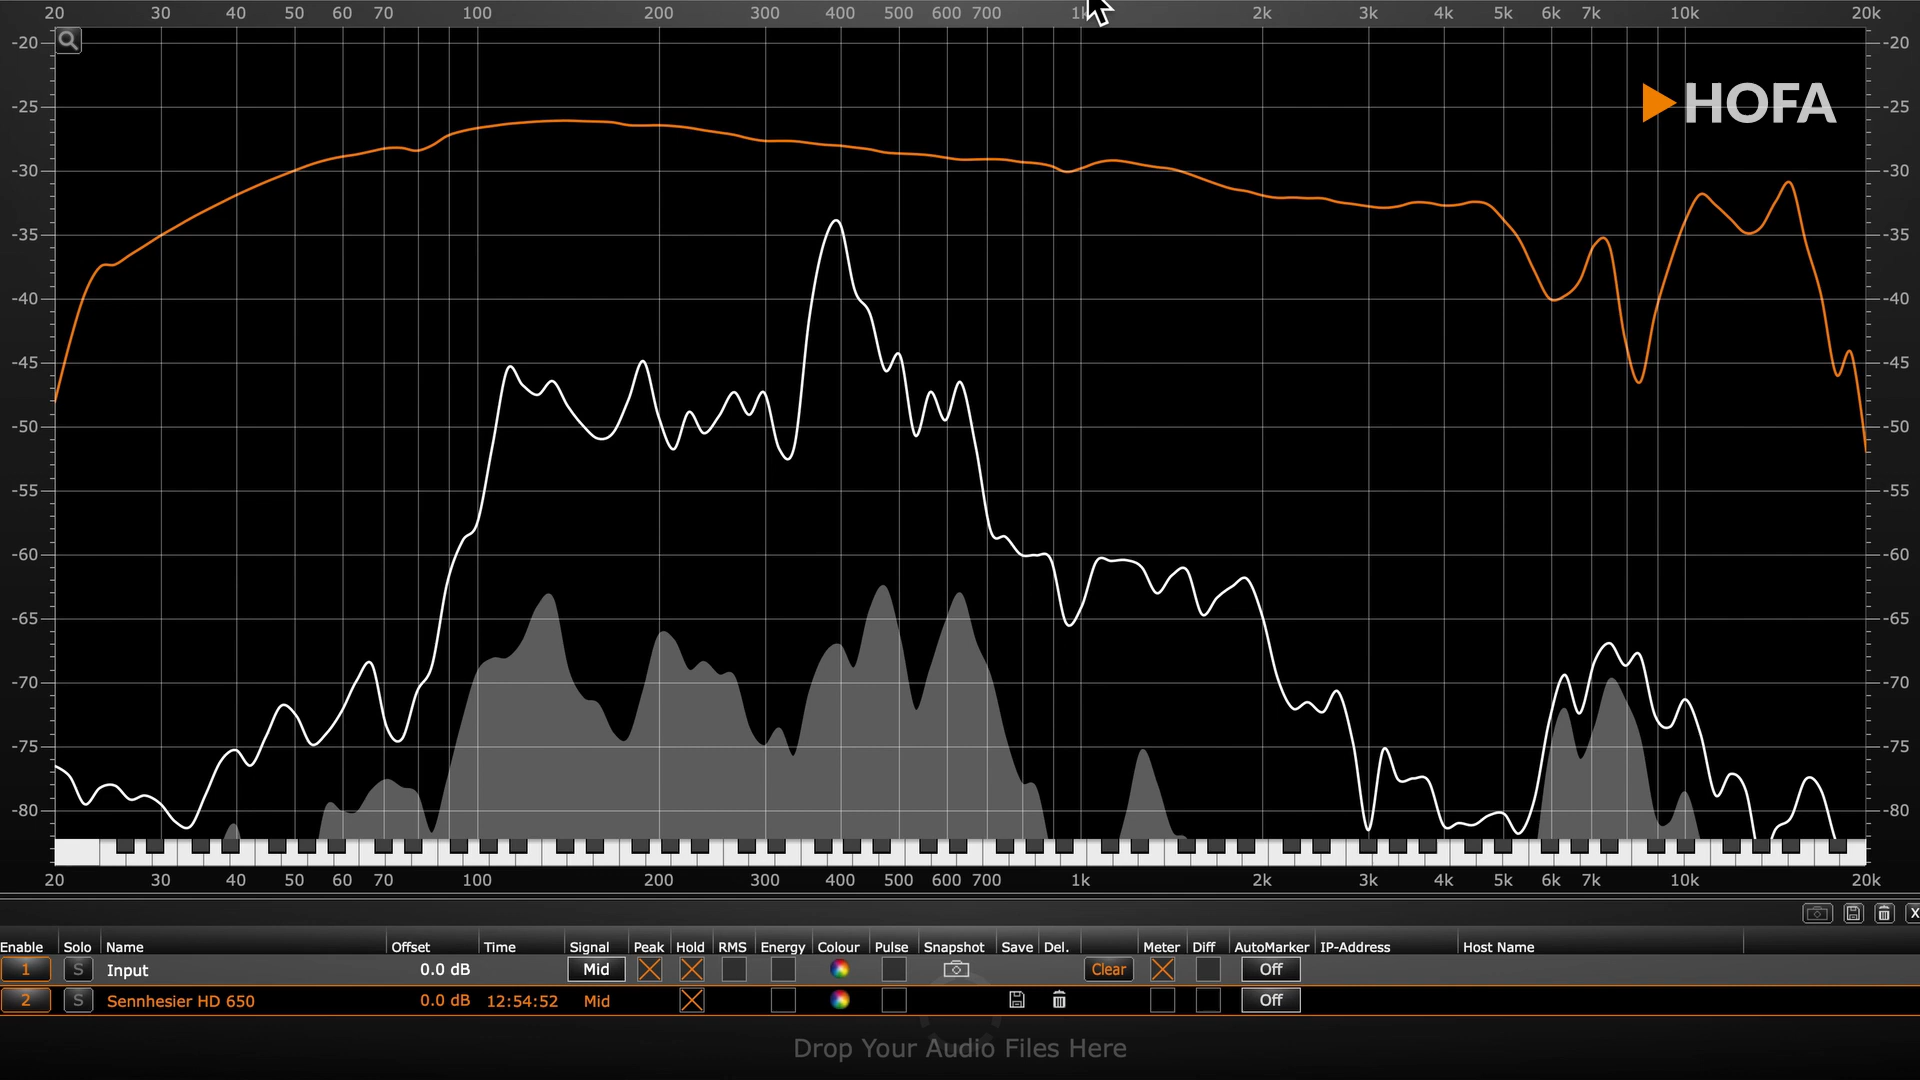 20 30 40 50 60 70 100 200 300 400 500 600 700 1k 2k 3k 4k 5k 6k 7k 10k 20k
-20 -20
HOFA
-25 -25
-30 -30
-35 -35
-40 -40
-45 -45
-50 -50
-55 -55
-60 -60
-65 -65
-70 -70
-75 -75
-80 -80
20 30 40 50 60 70 100 200 300 400 500 600 700 1k 2k 3k 4k 5k 6k 7k 10k 20k
X
Enable Solo Name Offset Time Signal Peak Hold RMS Energy Colour Pulse Snapshot Save Del. Meter Diff AutoMarker IP-Address Host Name
1 S Input 0.0 dB Mid Clear Off
2 S Sennhesier HD 650 0.0 dB 12:54:52 Mid Off
Drop Your Audio Files Here